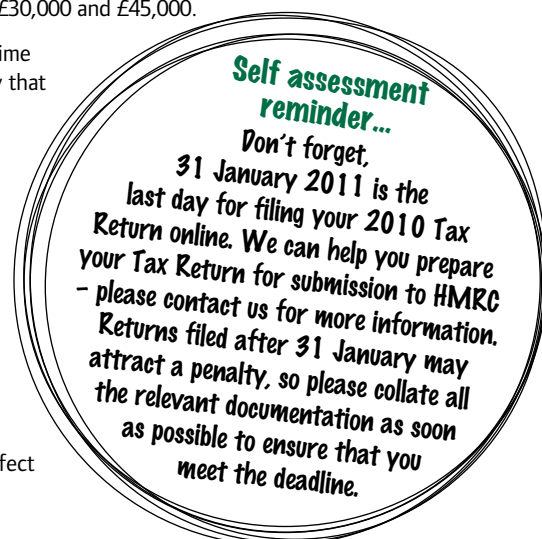 £30,000 and £45,000.
ime
that
Self assessment
reminder...
Don't forget,
31 January 2011 is the
last day for filing your 2010 Tax
Return online. We can help you prepare
your Tax Return for submission to HMRC
– please contact us for more information.
Returns filed after 31 January may
attract a penalty, so please collate all
the relevant documentation as soon
as possible to ensure that you
meet the deadline.
fect